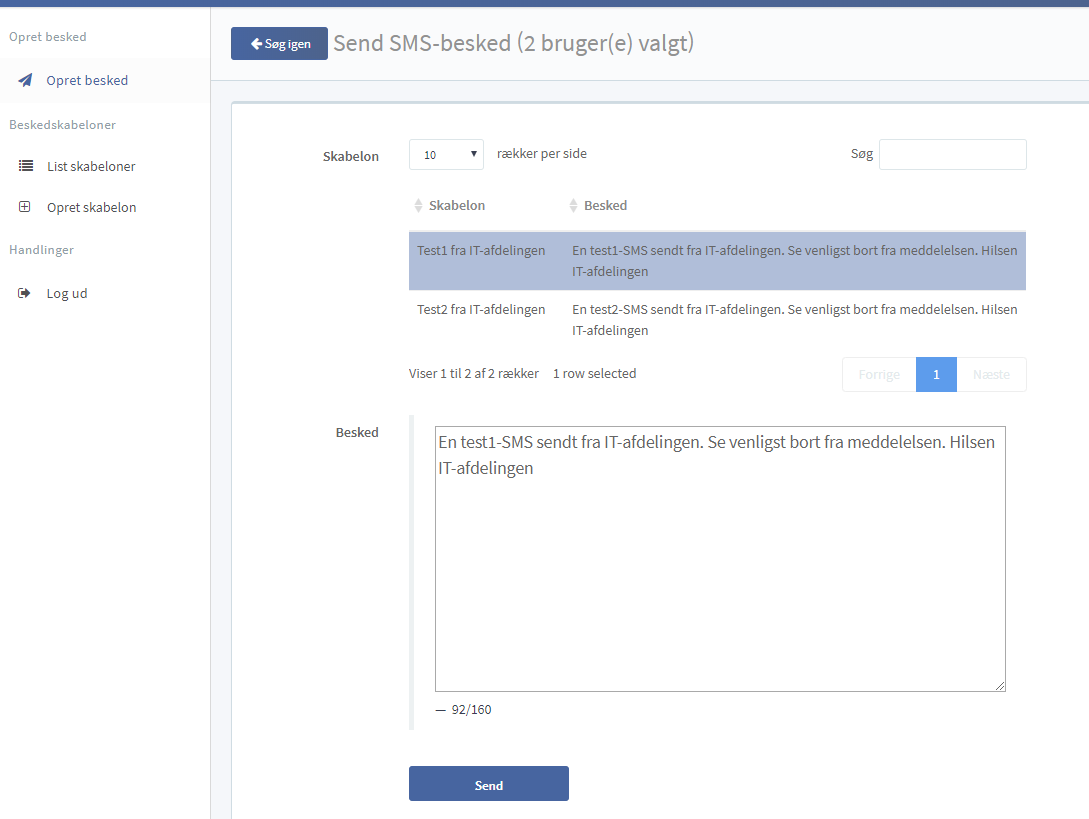 Opret besked
Opret besked
Beskedskabeloner
List skabeloner
Opret skabelon
Handlinger
Log ud
Søg igen
Send SMS-besked (2 bruger(e) valgt)
Skabelon
10
rækker per side
Søg
Skabelon
Besked
Test1 fra IT-afdelingen
En test1-SMS sendt fra IT-afdelingen. Se venligst bort fra meddelelsen. Hilsen
IT-afdelingen
Test2 fra IT-afdelingen
En test2-SMS sendt fra IT-afdelingen. Se venligst bort fra meddelelsen. Hilsen
IT-afdelingen
Viser 1 til 2 af 2 rækker 1 row selected
Forrige
1
Næste
Besked
En test1-SMS sendt fra IT-afdelingen. Se venligst bort fra meddelelsen. Hilsen
IT-afdelingen
— 92/160
Send